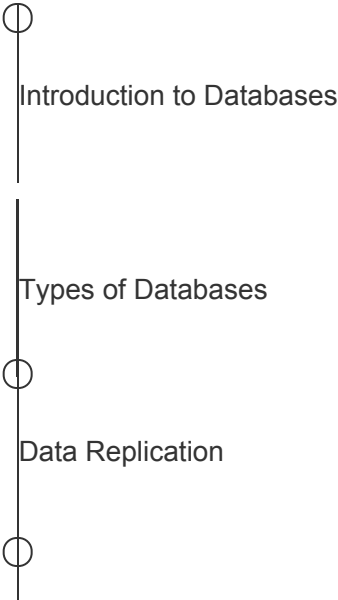 Introduction to Databases
Types of Databases
Data Replication